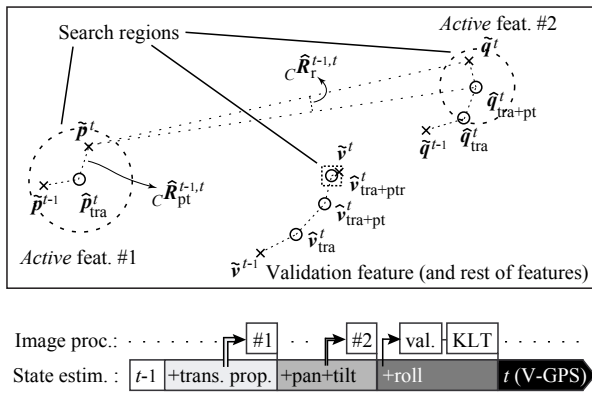 Search regions
Active feat. #2
q̃ᵗ
C R̂ᵣᵗ⁻¹,ᵗ
q̂ᵗ tra+pt
p̃ᵗ
q̃ᵗ⁻¹
q̂ᵗ tra
ṽᵗ
p̃ᵗ⁻¹
p̂ᵗ tra
C R̂ᵗ⁻¹,ᵗ pt
v̂ᵗ tra+ptr
v̂ᵗ tra+pt
v̂ᵗ tra
Active feat. #1
ṽᵗ⁻¹
Validation feature (and rest of features)
Image proc.: #1 #2 val. KLT
State estim. : t-1 +trans. prop. +pan+tilt +roll t (V-GPS)